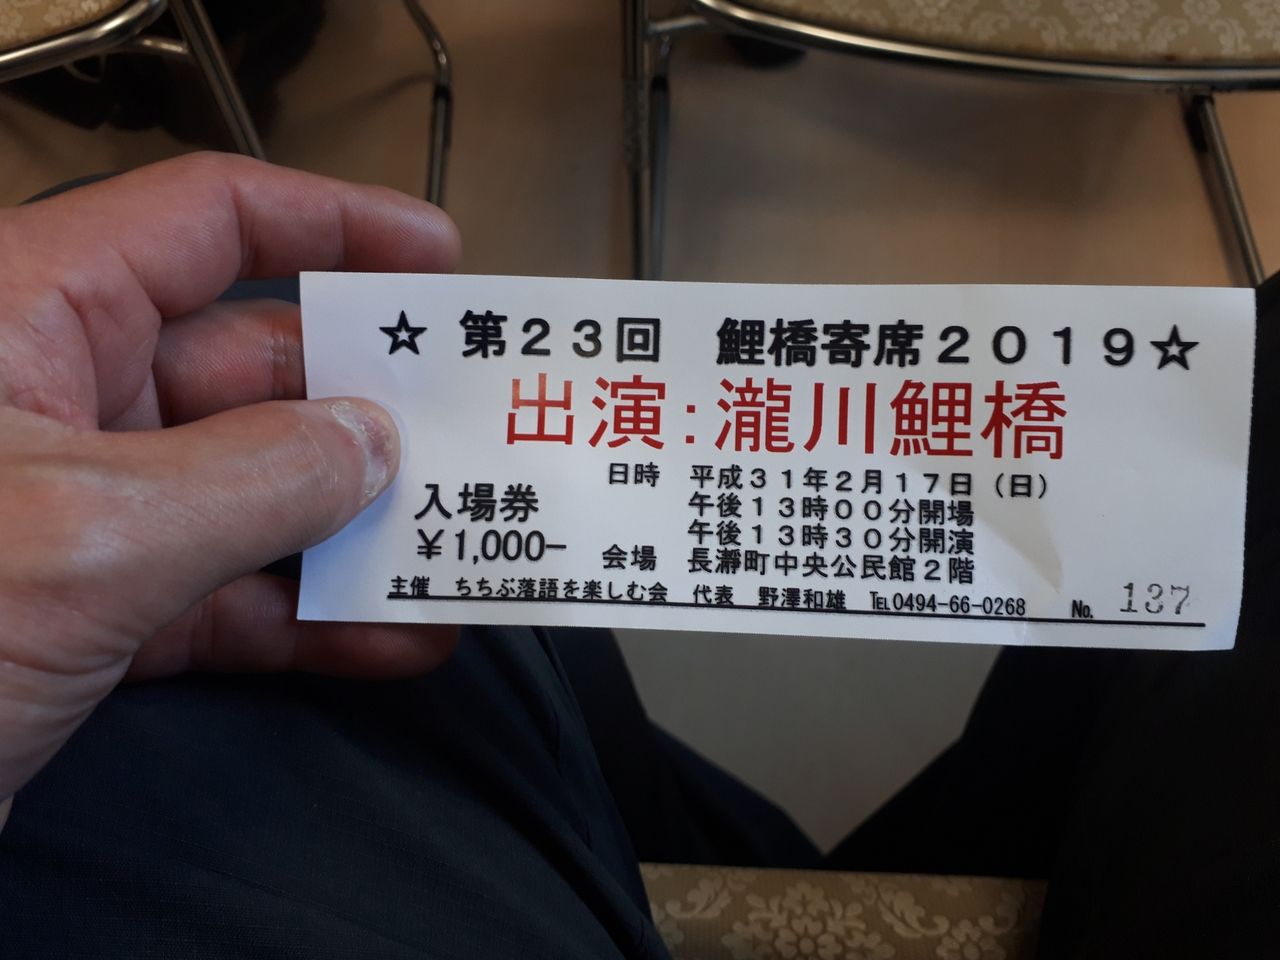 ☆ 第２３回　鯉橋寄席２０１９☆
出演：瀧川鯉橋
日時　平成３１年２月１７日（日）
午後１３時００分開場
入場券
午後１３時３０分開演
￥1,000−
会場　長瀞町中央公民館２階
主催　ちちぶ落語を楽しむ会　代表　野澤和雄　℡0494-66-0268　No. 137